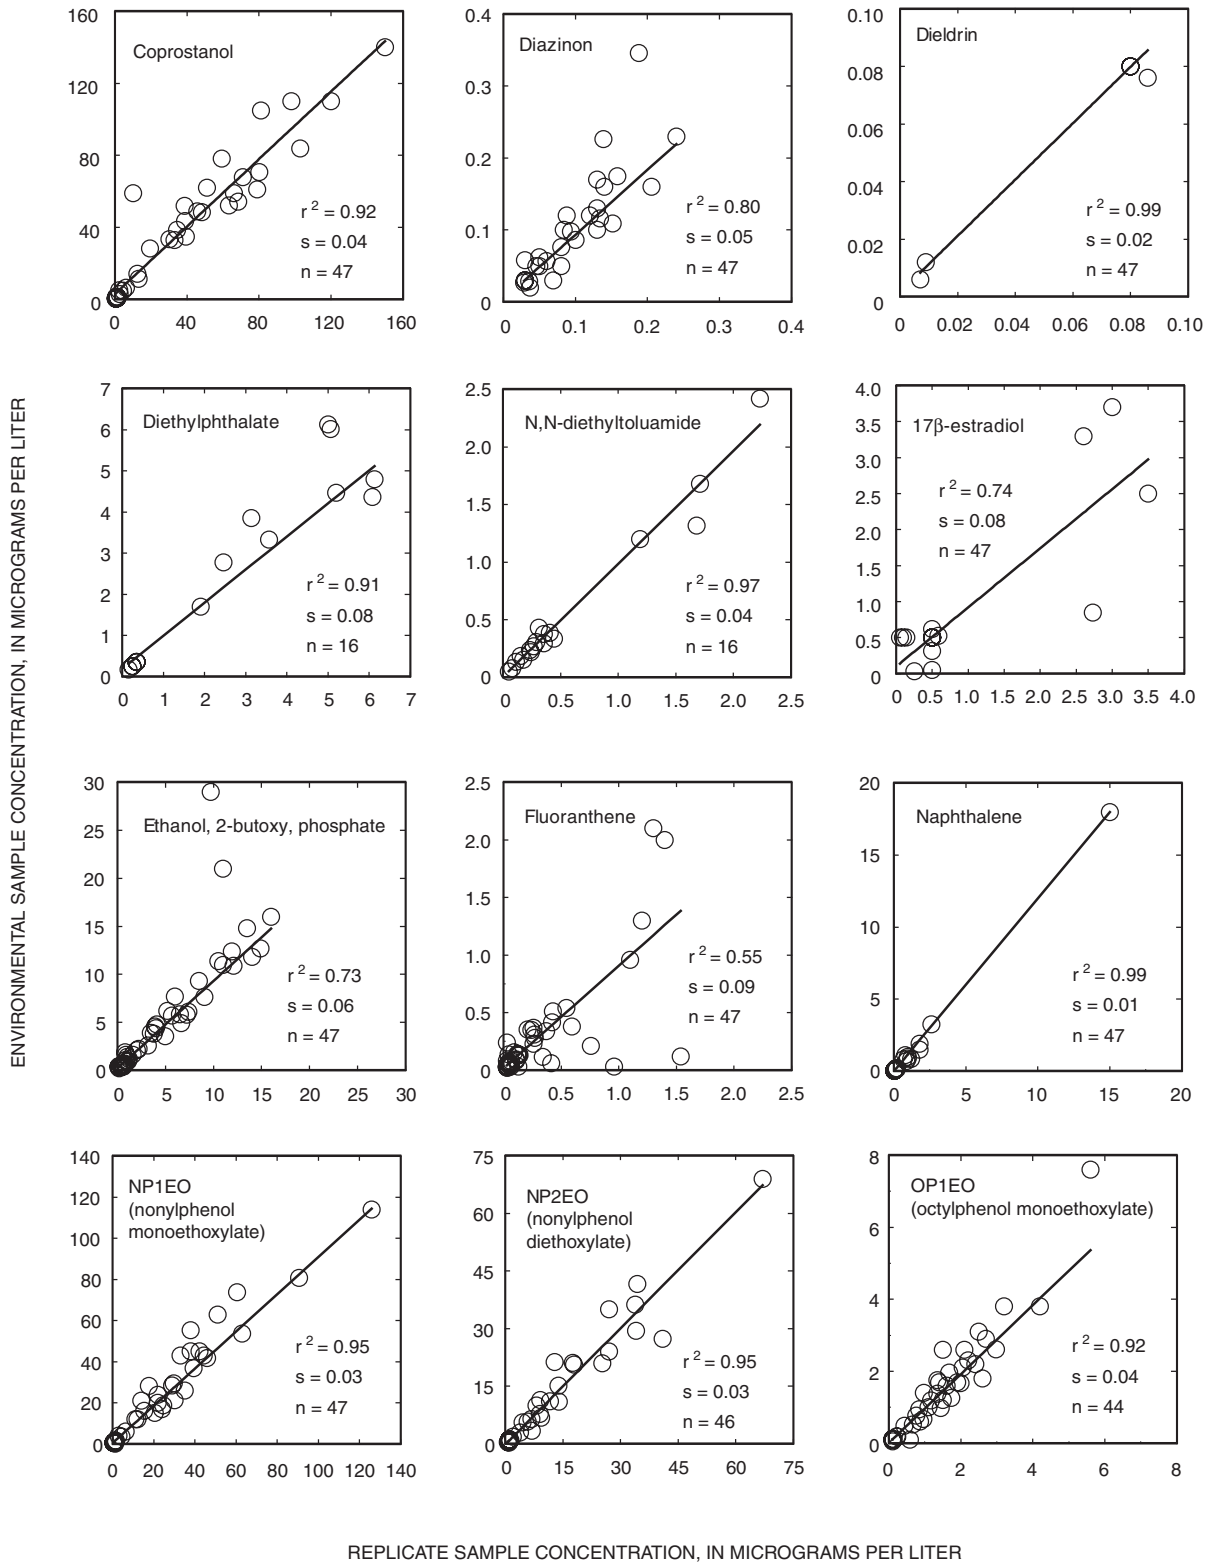 ENVIRONMENTAL SAMPLE CONCENTRATION, IN MICROGRAMS PER LITER
160
120
80
40
0
Coprostanol
r² = 0.92
s = 0.04
n = 47
0 40 80 120 160
0.4
0.3
0.2
0.1
0
Diazinon
r² = 0.80
s = 0.05
n = 47
0 0.1 0.2 0.3 0.4
0.10
0.08
0.06
0.04
0.02
0
Dieldrin
r² = 0.99
s = 0.02
n = 47
0 0.02 0.04 0.06 0.08 0.10
7
6
5
4
3
2
1
0
Diethylphthalate
r² = 0.91
s = 0.08
n = 16
0 1 2 3 4 5 6 7
2.5
2.0
1.5
1.0
0.5
0
N,N-diethyltoluamide
r² = 0.97
s = 0.04
n = 16
0 0.5 1.0 1.5 2.0 2.5
4.0
3.5
3.0
2.5
2.0
1.5
1.0
0.5
0
17β-estradiol
r² = 0.74
s = 0.08
n = 47
0 0.5 1.0 1.5 2.0 2.5 3.0 3.5 4.0
30
25
20
15
10
5
0
Ethanol, 2-butoxy, phosphate
r² = 0.73
s = 0.06
n = 47
0 5 10 15 20 25 30
2.5
2.0
1.5
1.0
0.5
0
Fluoranthene
r² = 0.55
s = 0.09
n = 47
0 0.5 1.0 1.5 2.0 2.5
20
15
10
5
0
Naphthalene
r² = 0.99
s = 0.01
n = 47
0 5 10 15 20
140
120
100
80
60
40
20
0
NP1EO
(nonylphenol
monoethoxylate)
r² = 0.95
s = 0.03
n = 47
0 20 40 60 80 100 120 140
75
60
45
30
15
0
NP2EO
(nonylphenol
diethoxylate)
r² = 0.95
s = 0.03
n = 46
0 15 30 45 60 75
8
6
4
2
0
OP1EO
(octylphenol monoethoxylate)
r² = 0.92
s = 0.04
n = 44
0 2 4 6 8
REPLICATE SAMPLE CONCENTRATION, IN MICROGRAMS PER LITER